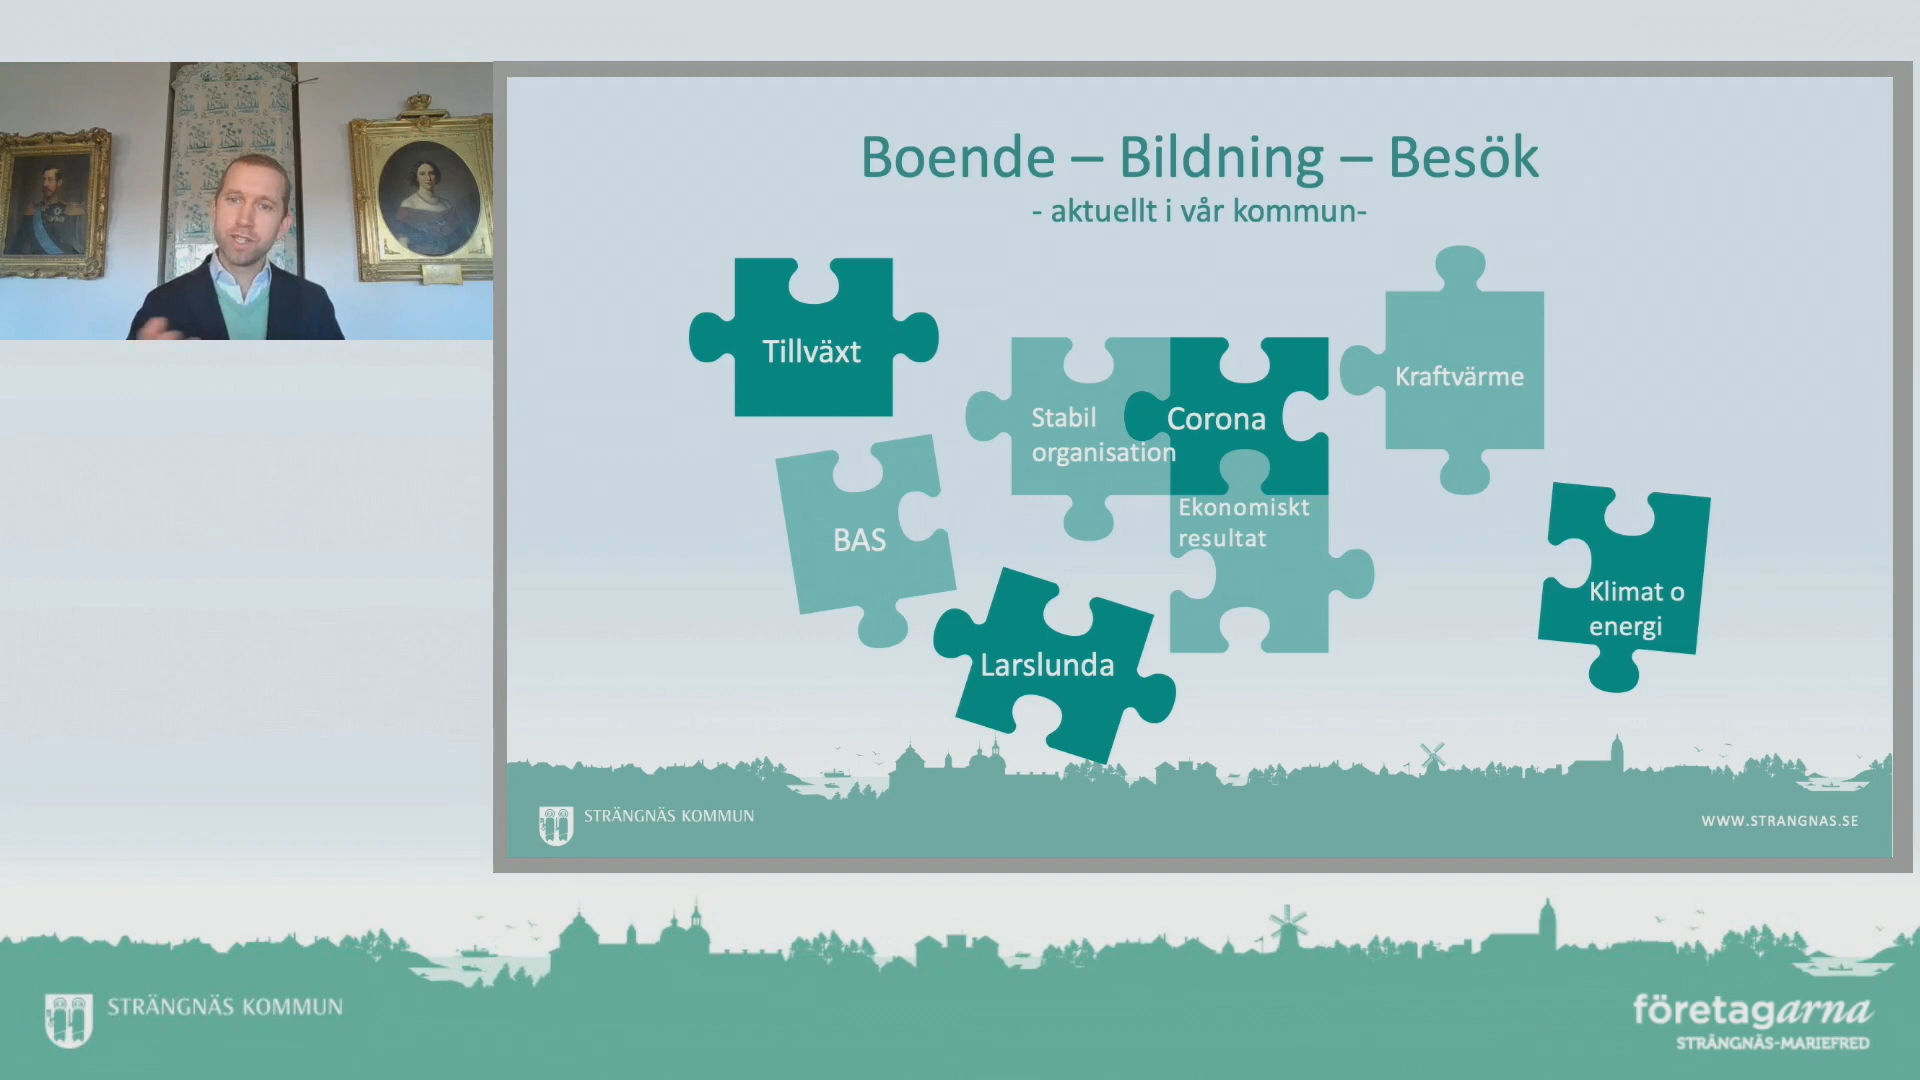 Boende – Bildning – Besök
- aktuellt i vår kommun-
Tillväxt
Stabil
organisation
Corona
Kraftvärme
BAS
Ekonomiskt
resultat
Larslunda
Klimat o
energi
STRÄNGNÄS KOMMUN
WWW.STRANGNAS.SE
STRÄNGNÄS KOMMUN
företagarna
STRÄNGNÄS-MARIEFRED